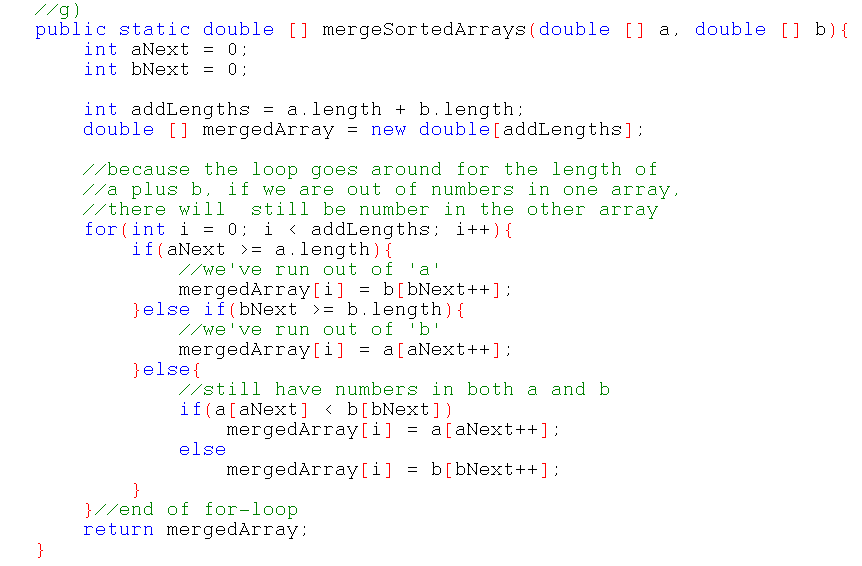 //g)
public static double [] mergeSortedArrays(double [] a, double [] b){
    int aNext = 0;
    int bNext = 0;

    int addLengths = a.length + b.length;
    double [] mergedArray = new double[addLengths];

    //because the loop goes around for the length of
    //a plus b, if we are out of numbers in one array,
    //there will  still be number in the other array
    for(int i = 0; i < addLengths; i++){
        if(aNext >= a.length){
            //we've run out of 'a'
            mergedArray[i] = b[bNext++];
        }else if(bNext >= b.length){
            //we've run out of 'b'
            mergedArray[i] = a[aNext++];
        }else{
            //still have numbers in both a and b
            if(a[aNext] < b[bNext])
                mergedArray[i] = a[aNext++];
            else
                mergedArray[i] = b[bNext++];
        }
    }//end of for-loop
    return mergedArray;
}